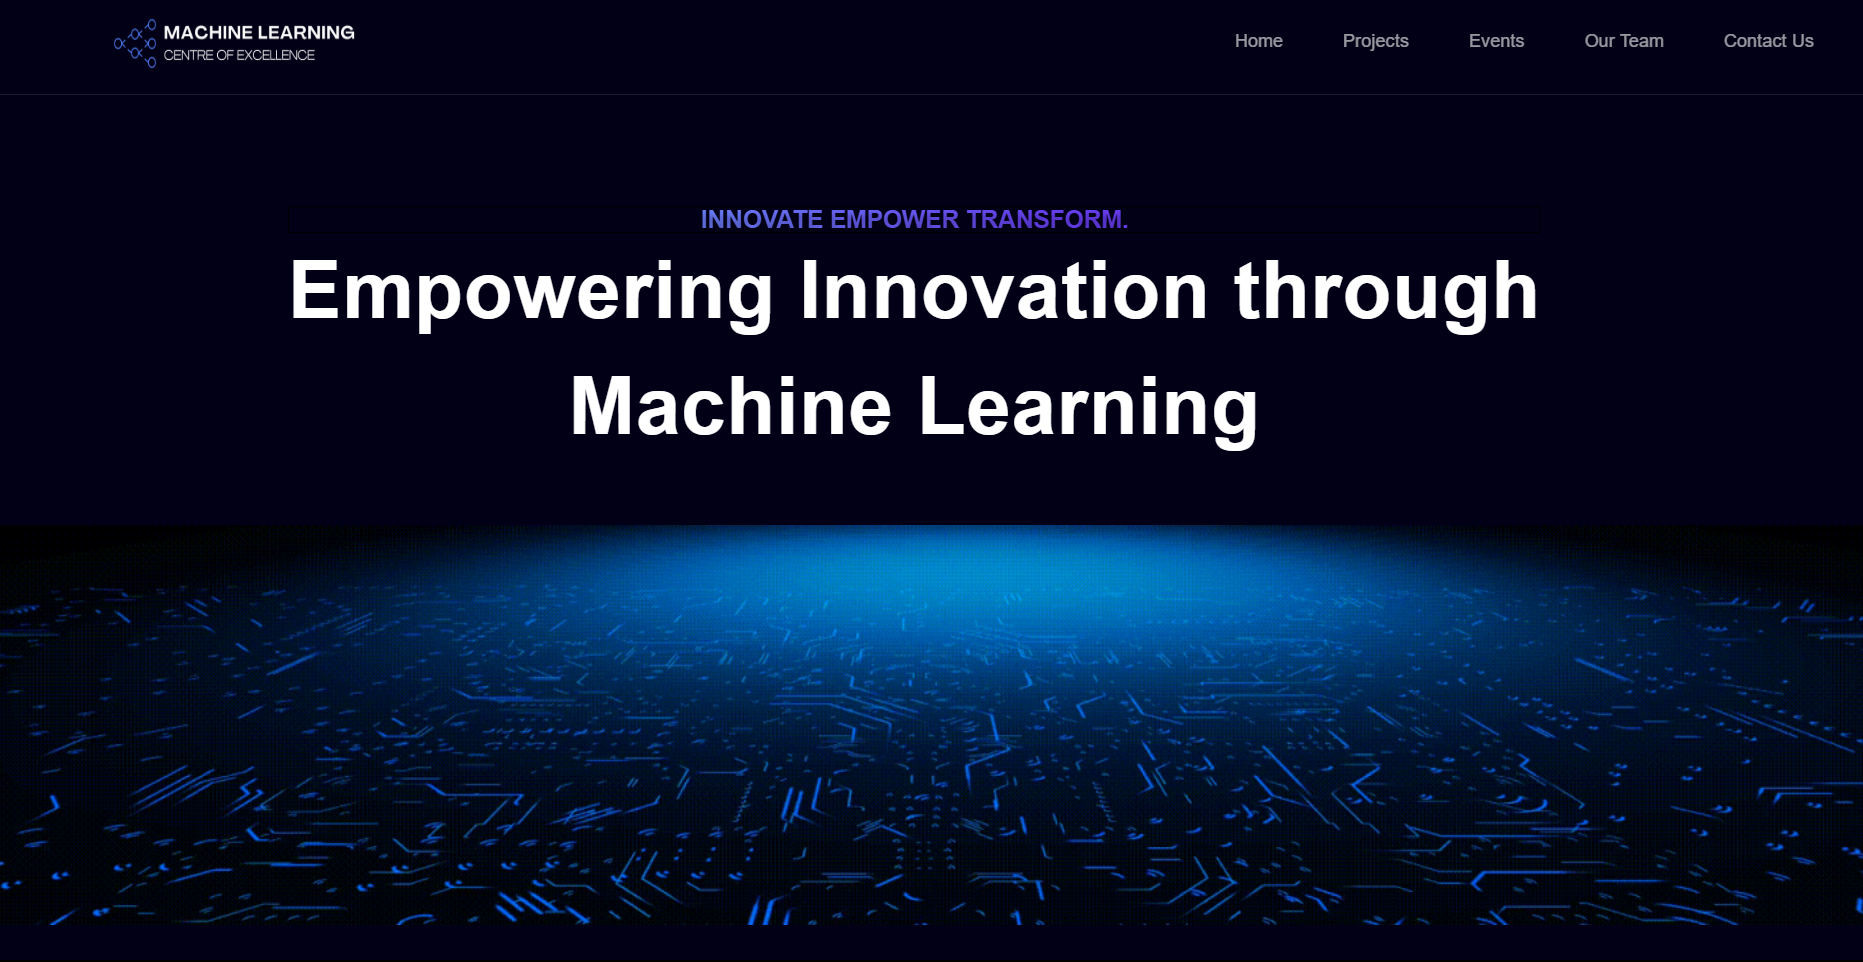 MACHINE LEARNING
CENTRE OF EXCELLENCE
Home Projects Events Our Team Contact Us
INNOVATE EMPOWER TRANSFORM.
Empowering Innovation through
Machine Learning